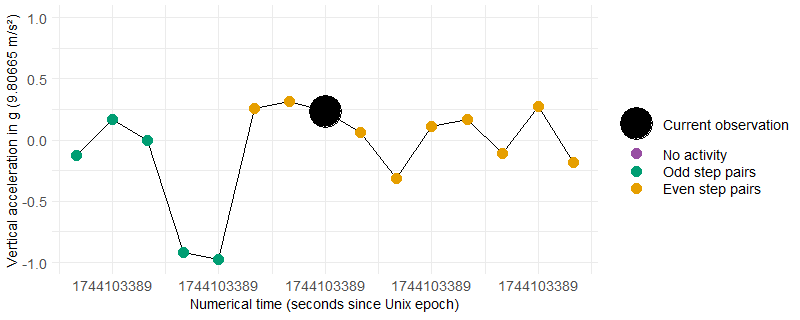 Vertical acceleration in g (9.80665 m/s²)
1.0
0.5
0.0
-0.5
-1.0
1744103389 1744103389 1744103389 1744103389 1744103389
Numerical time (seconds since Unix epoch)
Current observation
No activity
Odd step pairs
Even step pairs